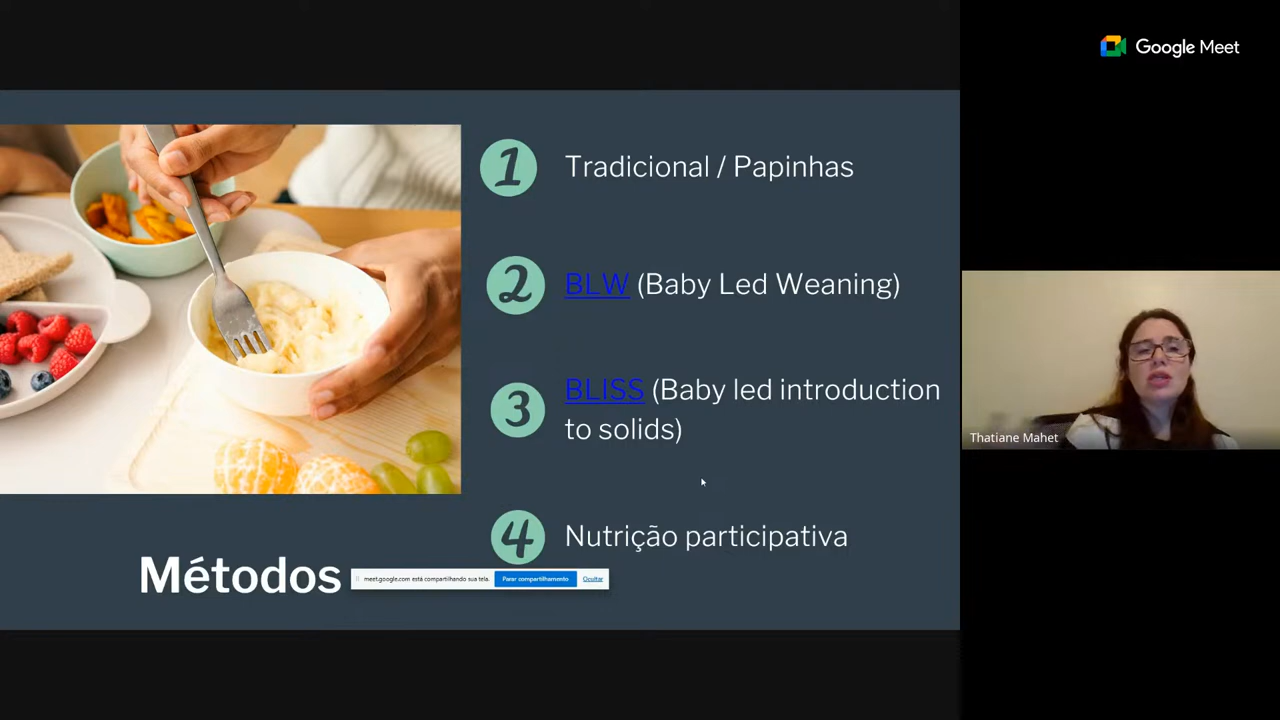 Google Meet
1 Tradicional / Papinhas
2 BLW (Baby Led Weaning)
3 BLISS (Baby led introduction
to solids)
4 Nutrição participativa
Métodos
meet.google.com está compartilhando sua tela. Parar compartilhamento Ocultar
Thatiane Mahet